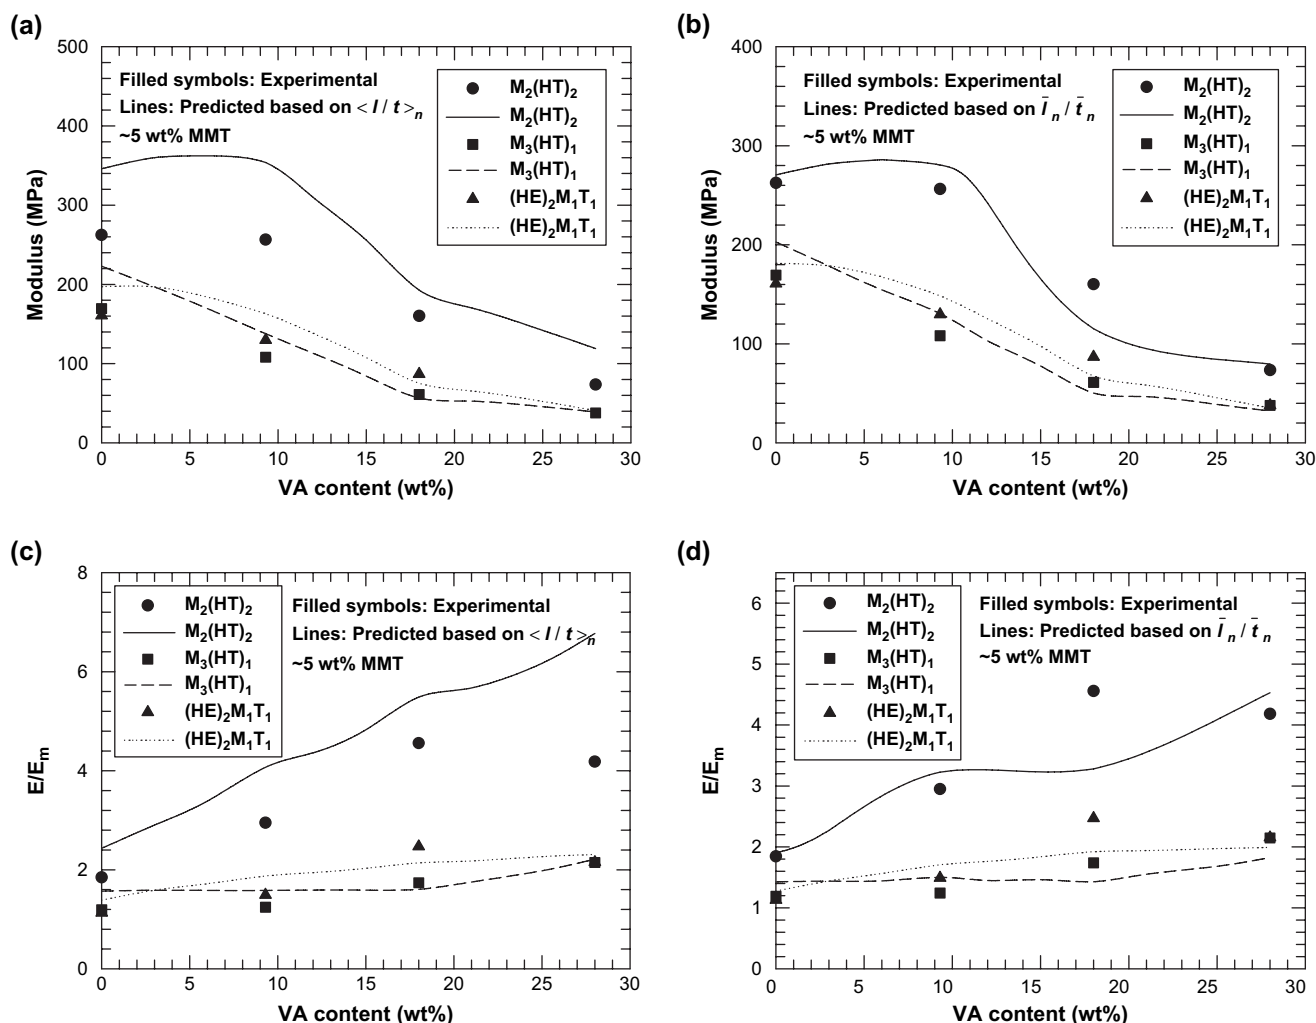 (a)
500
400
300
200
100
0
Modulus (MPa)
Filled symbols: Experimental
Lines: Predicted based on < l / t >n
~5 wt% MMT
M2(HT)2
M2(HT)2
M3(HT)1
M3(HT)1
(HE)2M1T1
(HE)2M1T1
0 5 10 15 20 25 30
VA content (wt%)
(b)
400
300
200
100
0
Modulus (MPa)
Filled symbols: Experimental
Lines: Predicted based on l̄n / t̄n
~5 wt% MMT
M2(HT)2
M2(HT)2
M3(HT)1
M3(HT)1
(HE)2M1T1
(HE)2M1T1
0 5 10 15 20 25 30
VA content (wt%)
(c)
8
6
4
2
0
E/Em
M2(HT)2
M2(HT)2
M3(HT)1
M3(HT)1
(HE)2M1T1
(HE)2M1T1
Filled symbols: Experimental
Lines: Predicted based on < l / t >n
~5 wt% MMT
0 5 10 15 20 25 30
VA content (wt%)
(d)
6
5
4
3
2
1
0
E/Em
M2(HT)2
M2(HT)2
M3(HT)1
M3(HT)1
(HE)2M1T1
(HE)2M1T1
Filled symbols: Experimental
Lines: Predicted based on l̄n / t̄n
~5 wt% MMT
0 5 10 15 20 25 30
VA content (wt%)